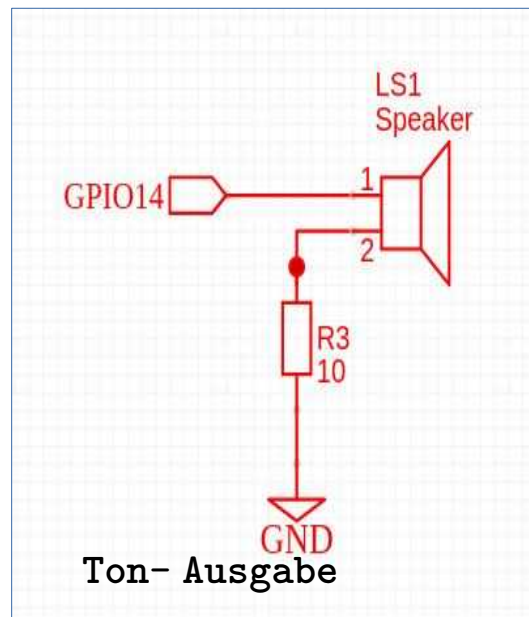 LS1
Speaker
GPIO14
1
2
R3
10
GND
Ton- Ausgabe